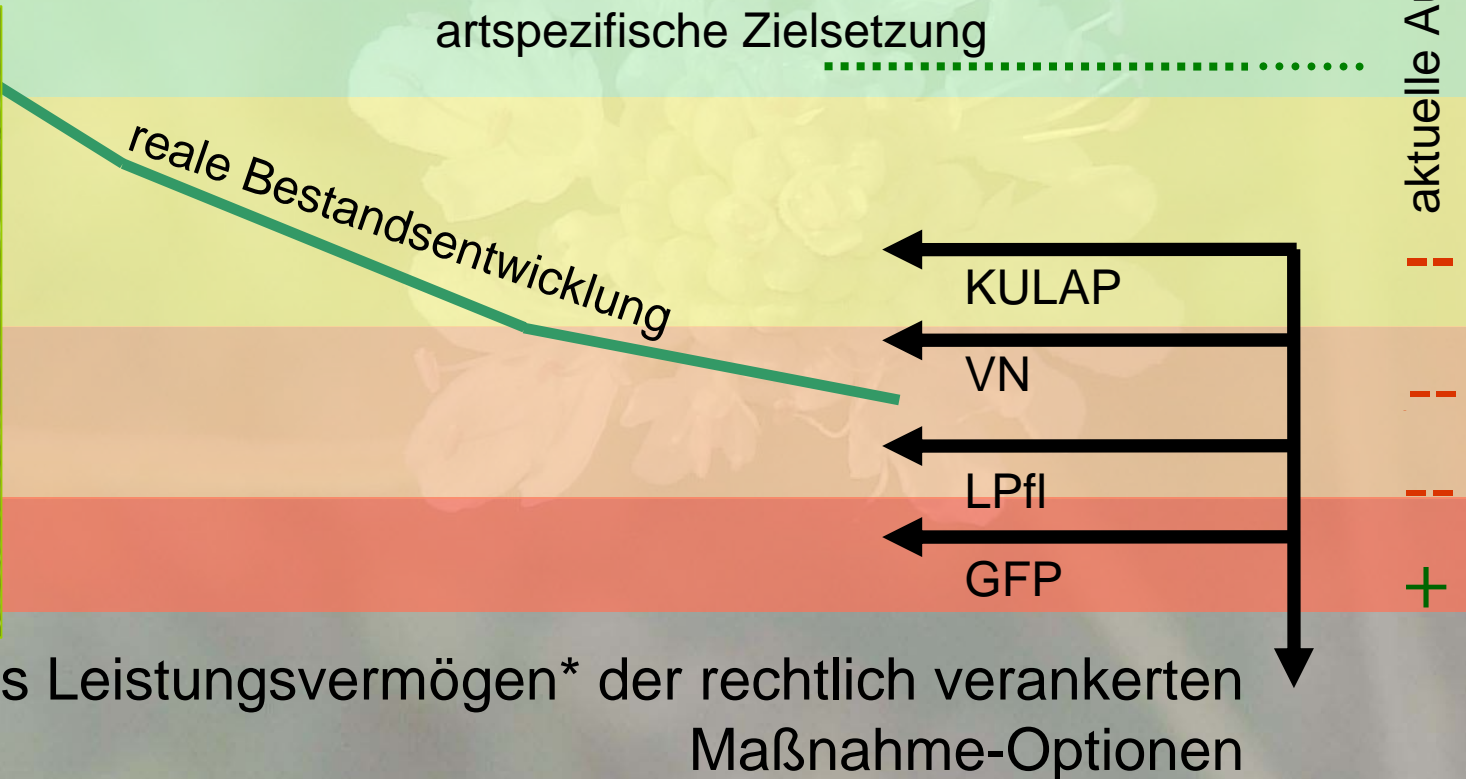 artspezifische Zielsetzung
aktuelle
reale Bestandsentwicklung
KULAP
--
VN
--
LPfl
--
GFP
+
s Leistungsvermögen* der rechtlich verankerten
Maßnahme-Optionen